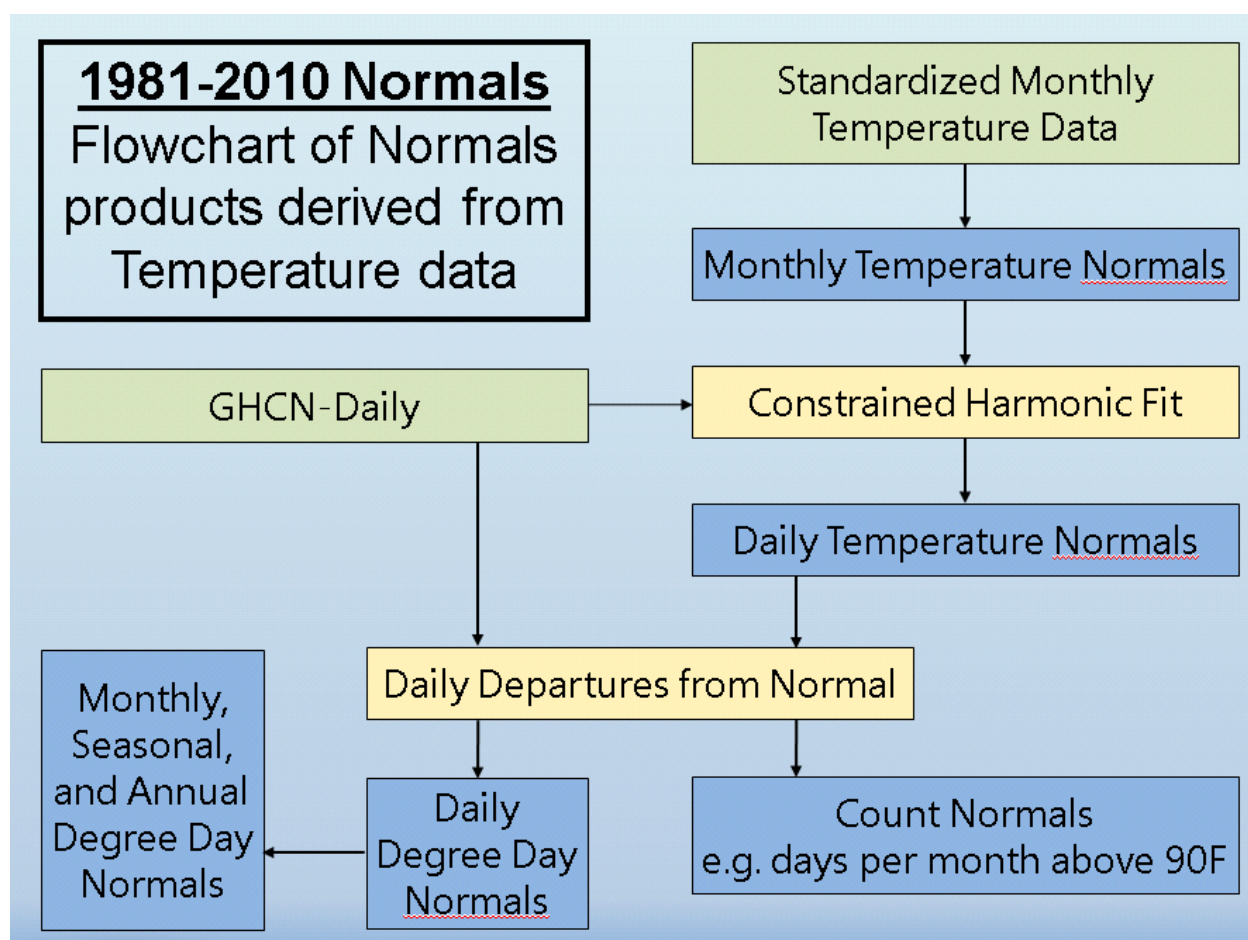 1981-2010 Normals
Flowchart of Normals
products derived from
Temperature data
Standardized Monthly
Temperature Data
Monthly Temperature Normals
GHCN-Daily
Constrained Harmonic Fit
Daily Temperature Normals
Daily Departures from Normal
Monthly,
Seasonal,
and Annual
Degree Day
Normals
Daily
Degree Day
Normals
Count Normals
e.g. days per month above 90F